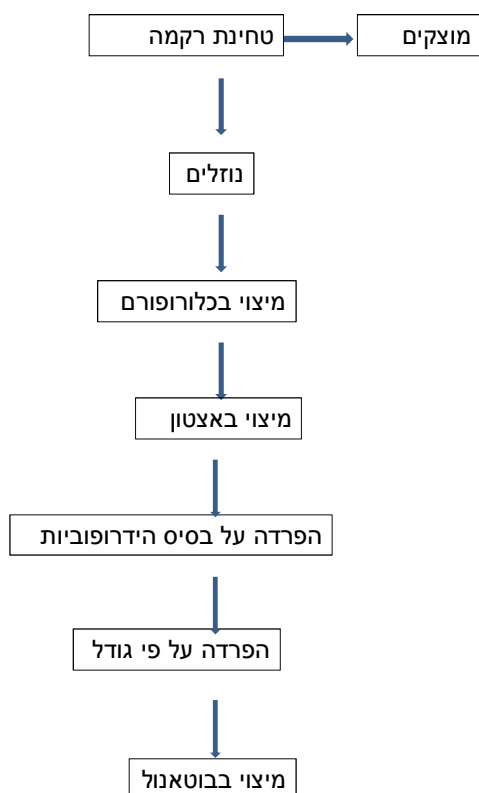 טחינת רקמה
מוצקים
נוזלים
מיצוי בכלורופורם
מיצוי באצטון
הפרדה על בסיס הידרופוביות
הפרדה על פי גודל
מיצוי בבוטאנול